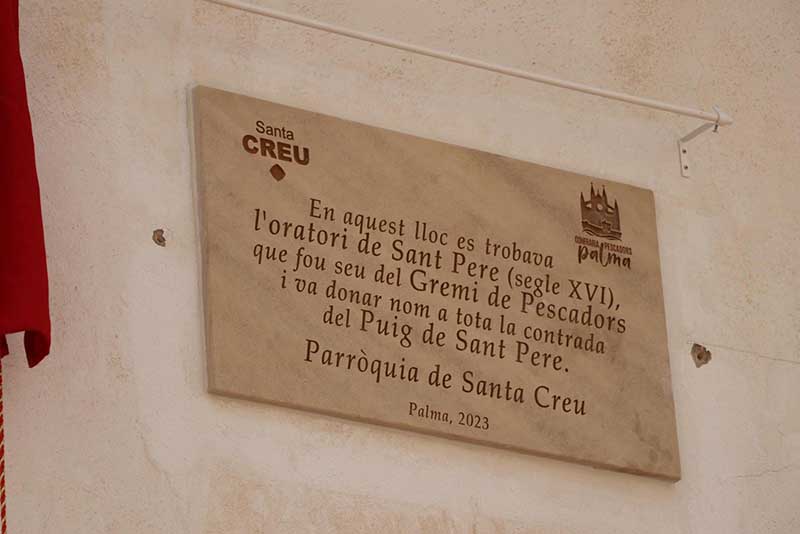 Santa
CREU
CONFRARIA PESCADORS
palma
En aquest lloc es trobava
l'oratori de Sant Pere (segle XVI),
que fou seu del Gremi de Pescadors
i va donar nom a tota la contrada
del Puig de Sant Pere.
Parròquia de Santa Creu
Palma, 2023